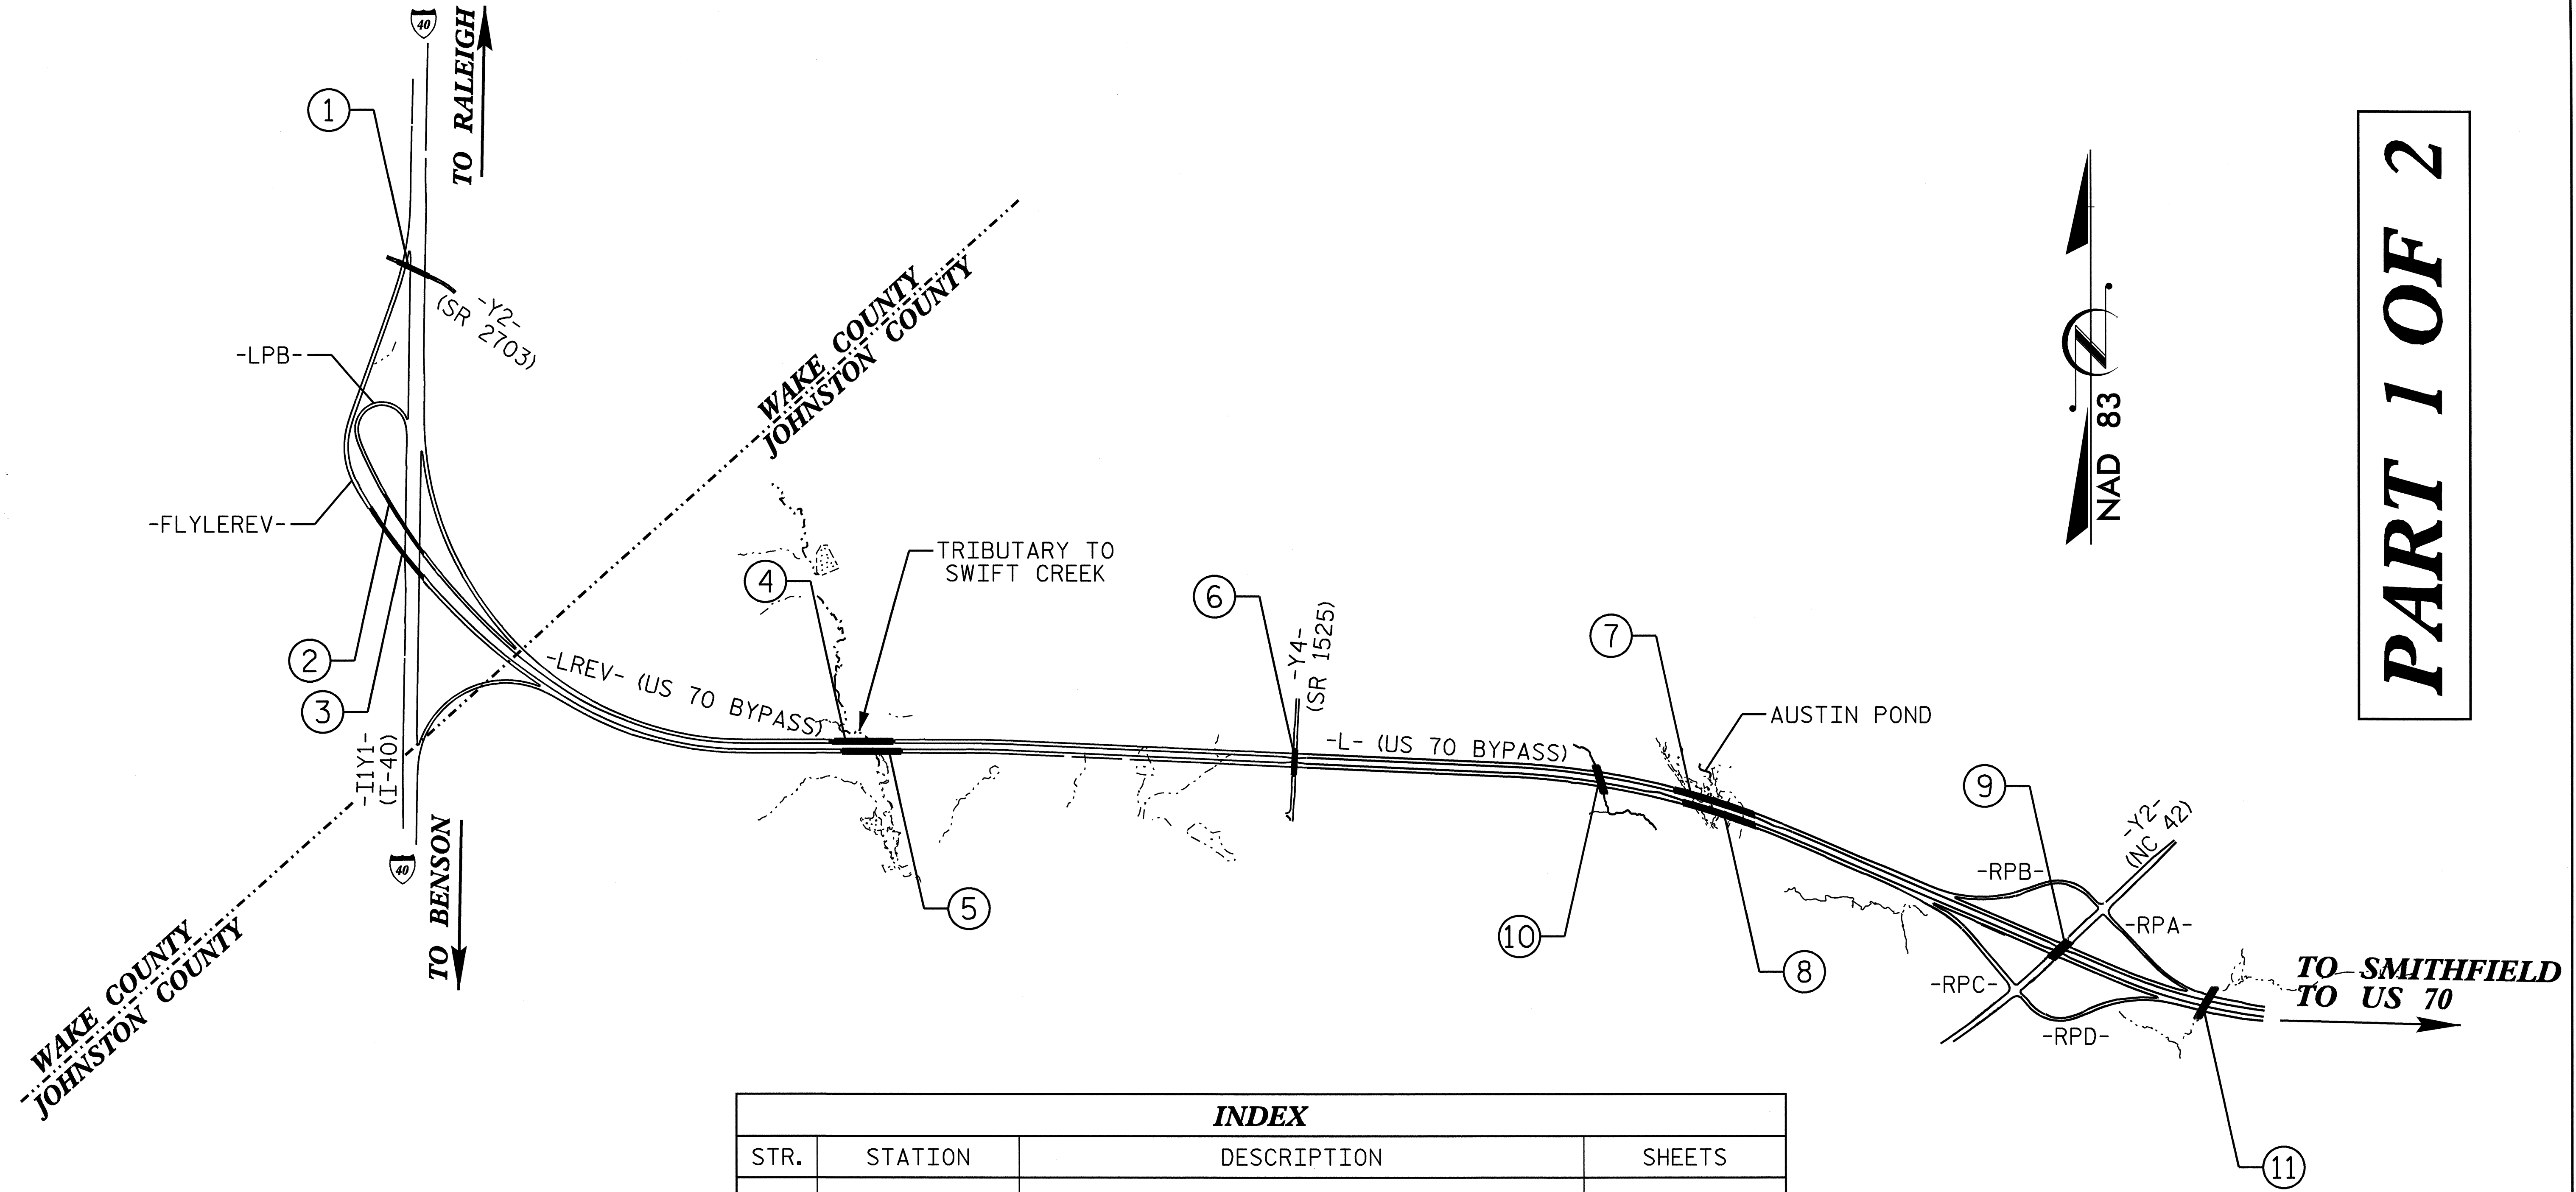 40
TO RALEIGH
1
-Y2-
(SR 2703)
-LPB-
-FLYLEREV-
2
3
WAKE COUNTY
JOHNSTON COUNTY
-LREV- (US 70 BYPASS)
4
TRIBUTARY TO
SWIFT CREEK
5
6
-Y4-
(SR 1525)
-L- (US 70 BYPASS)
7
AUSTIN POND
8
10
9
-Y2-
(NC 42)
-RPB-
-RPA-
-RPC-
-RPD-
11
TO SMITHFIELD
TO US 70
-I1Y1-
(I-40)
40
TO BENSON
WAKE COUNTY
JOHNSTON COUNTY
NAD 83
PART 1 OF 2
INDEX
STR. STATION DESCRIPTION SHEETS